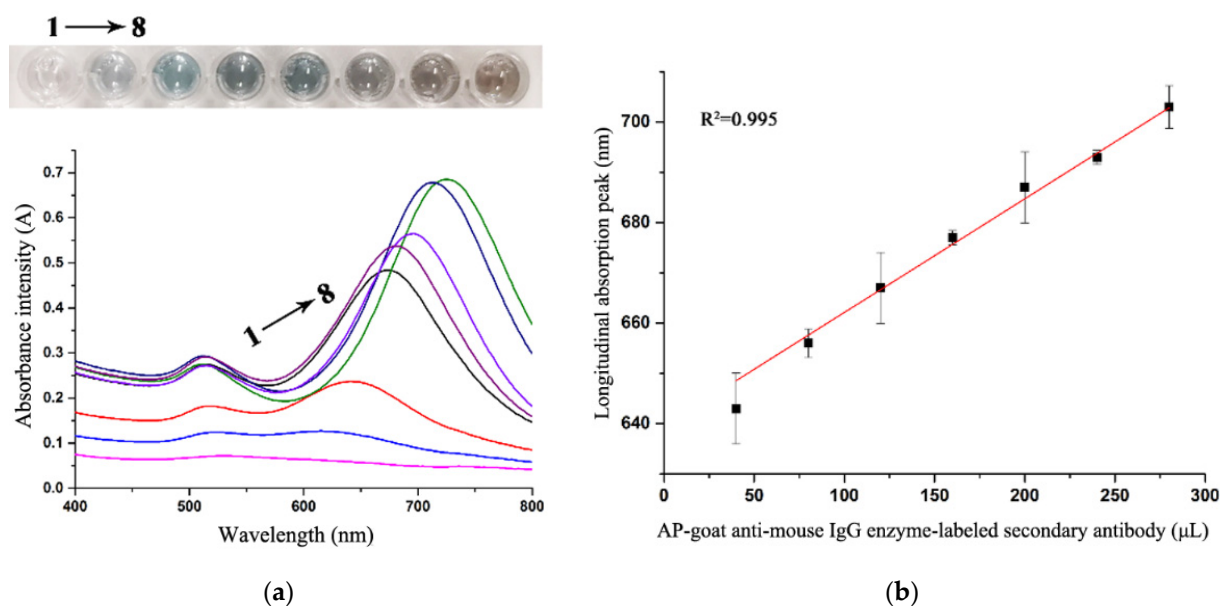 1 → 8
0.7
0.6
0.5
0.4
0.3
0.2
0.1
0.0
Absorbance intensity (A)
1 → 8
400 500 600 700 800
Wavelength (nm)
(a)
R²=0.995
700
680
660
640
Longitudinal absorption peak (nm)
0 50 100 150 200 250 300
AP-goat anti-mouse IgG enzyme-labeled secondary antibody (μL)
(b)